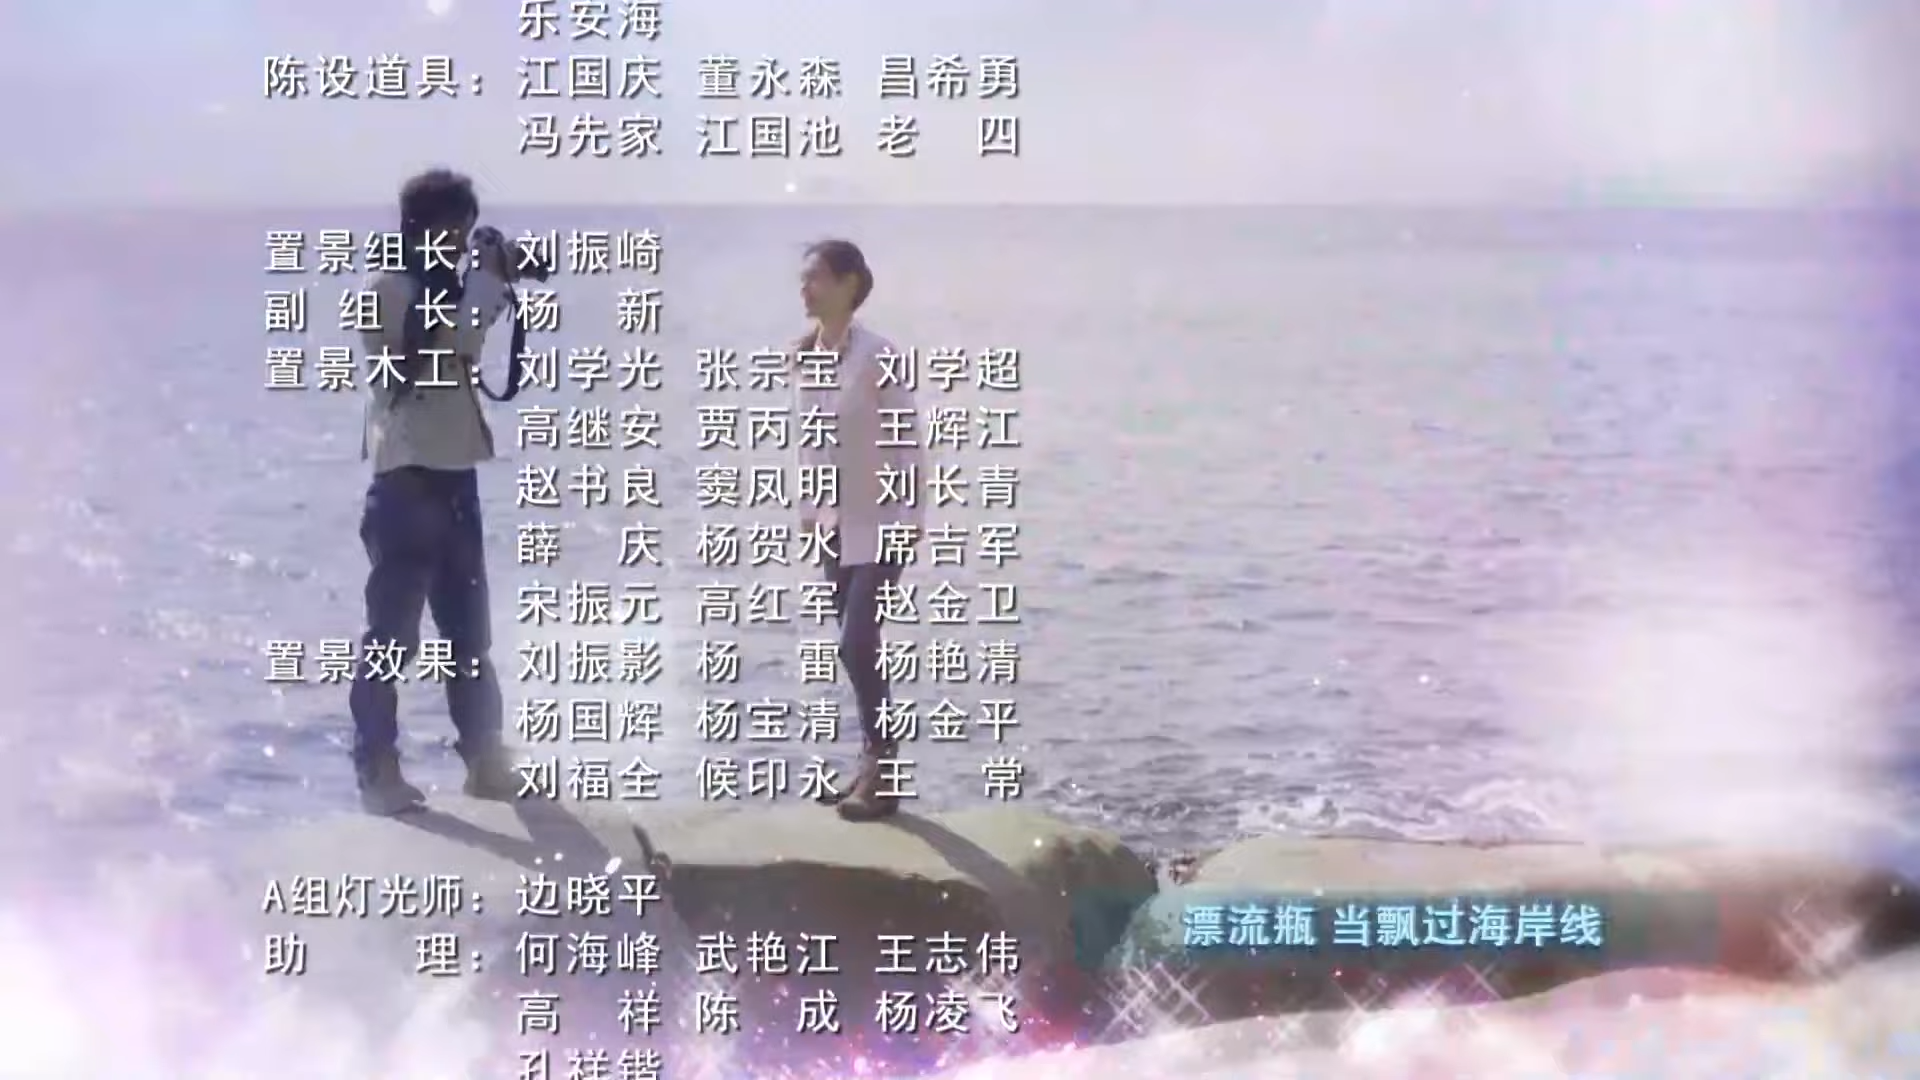 乐安海
陈设道具：江国庆 董永森 昌希勇
冯先家 江国池 老 四
置景组长：刘振崎
副 组 长：杨 新
置景木工：刘学光 张宗宝 刘学超
高继安 贾丙东 王辉江
赵书良 窦凤明 刘长青
薛 庆 杨贺水 席吉军
宋振元 高红军 赵金卫
置景效果：刘振影 杨 雷 杨艳清
杨国辉 杨宝清 杨金平
刘福全 候印永 王 常
A组灯光师：边晓平
助 理：何海峰 武艳江 王志伟
高 祥 陈 成 杨凌飞
孔祥锴
漂流瓶 当飘过海岸线